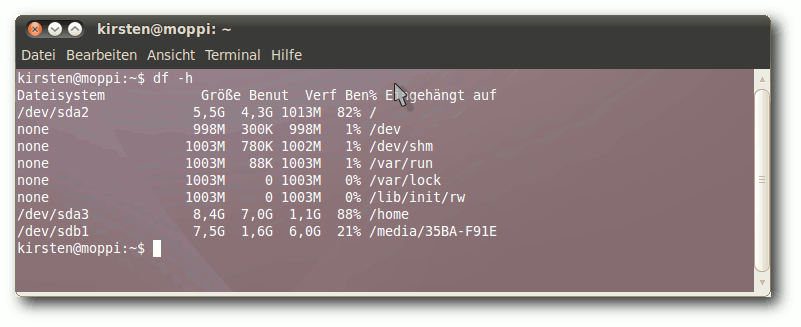 kirsten@moppi: ~
Datei Bearbeiten Ansicht Terminal Hilfe
kirsten@moppi:~$ df -h
Dateisystem            Größe Benut  Verf Ben% Eingehängt auf
/dev/sda2             5,5G  4,3G 1013M  82% /
none                  998M  300K  998M   1% /dev
none                 1003M  780K 1002M   1% /dev/shm
none                 1003M   88K 1003M   1% /var/run
none                 1003M     0 1003M   0% /var/lock
none                 1003M     0 1003M   0% /lib/init/rw
/dev/sda3             8,4G  7,0G  1,1G  88% /home
/dev/sdb1             7,5G  1,6G  6,0G  21% /media/35BA-F91E
kirsten@moppi:~$